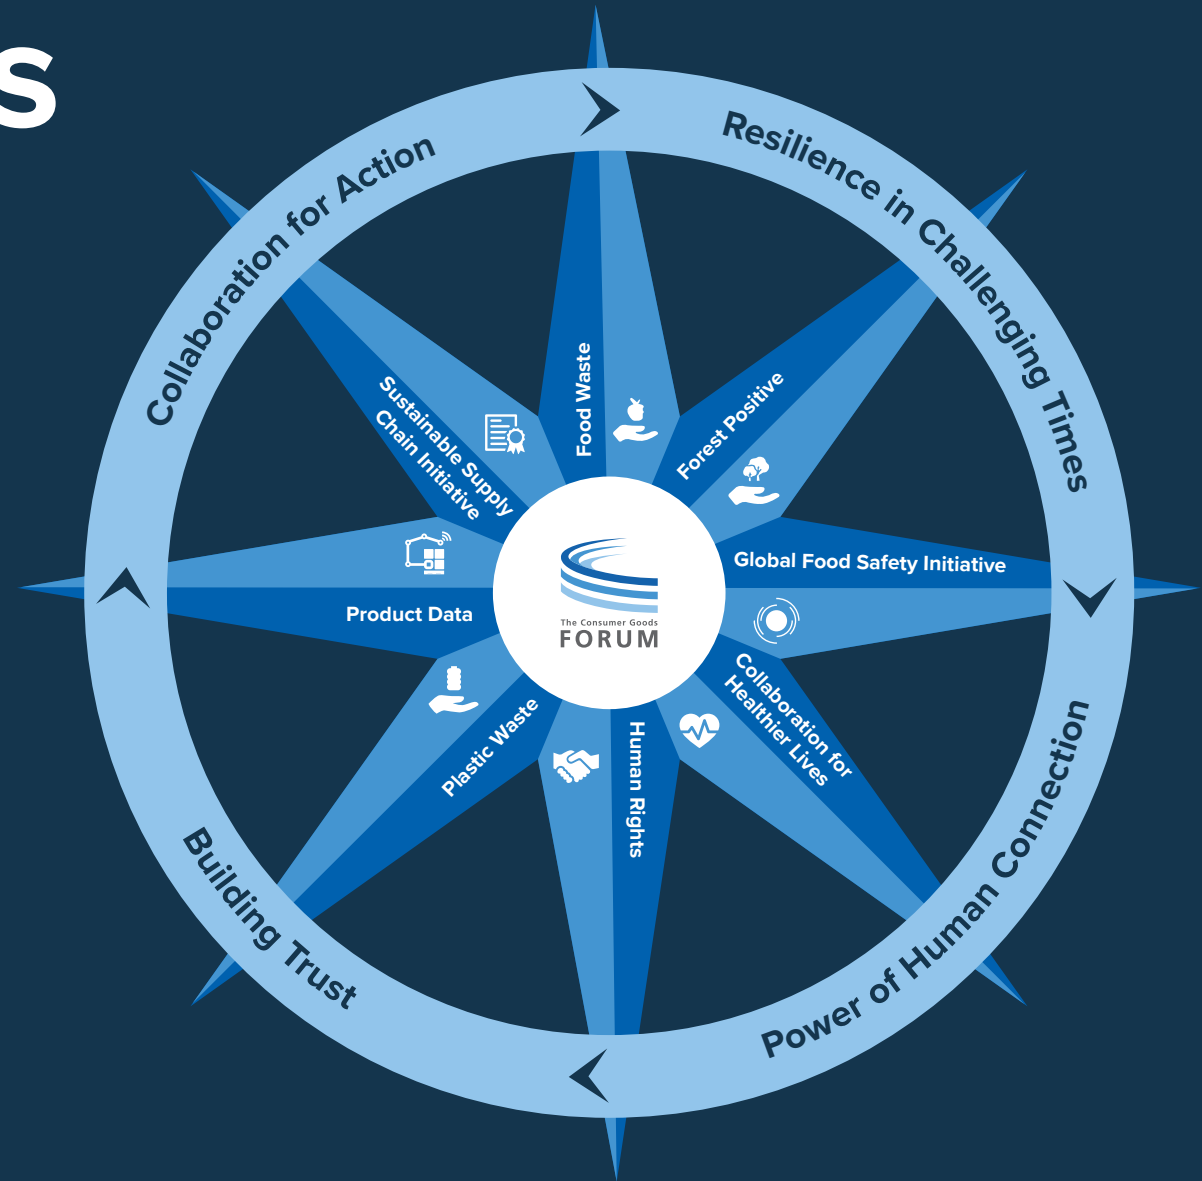 s
Collaboration for Action
Resilience in Challenging Times
Power of Human Connection
Building Trust
Food Waste
Forest Positive
Global Food Safety Initiative
Collaboration for
Healthier Lives
Human Rights
Plastic Waste
Product Data
Sustainable Supply
Chain Initiative
The Consumer Goods
FORUM